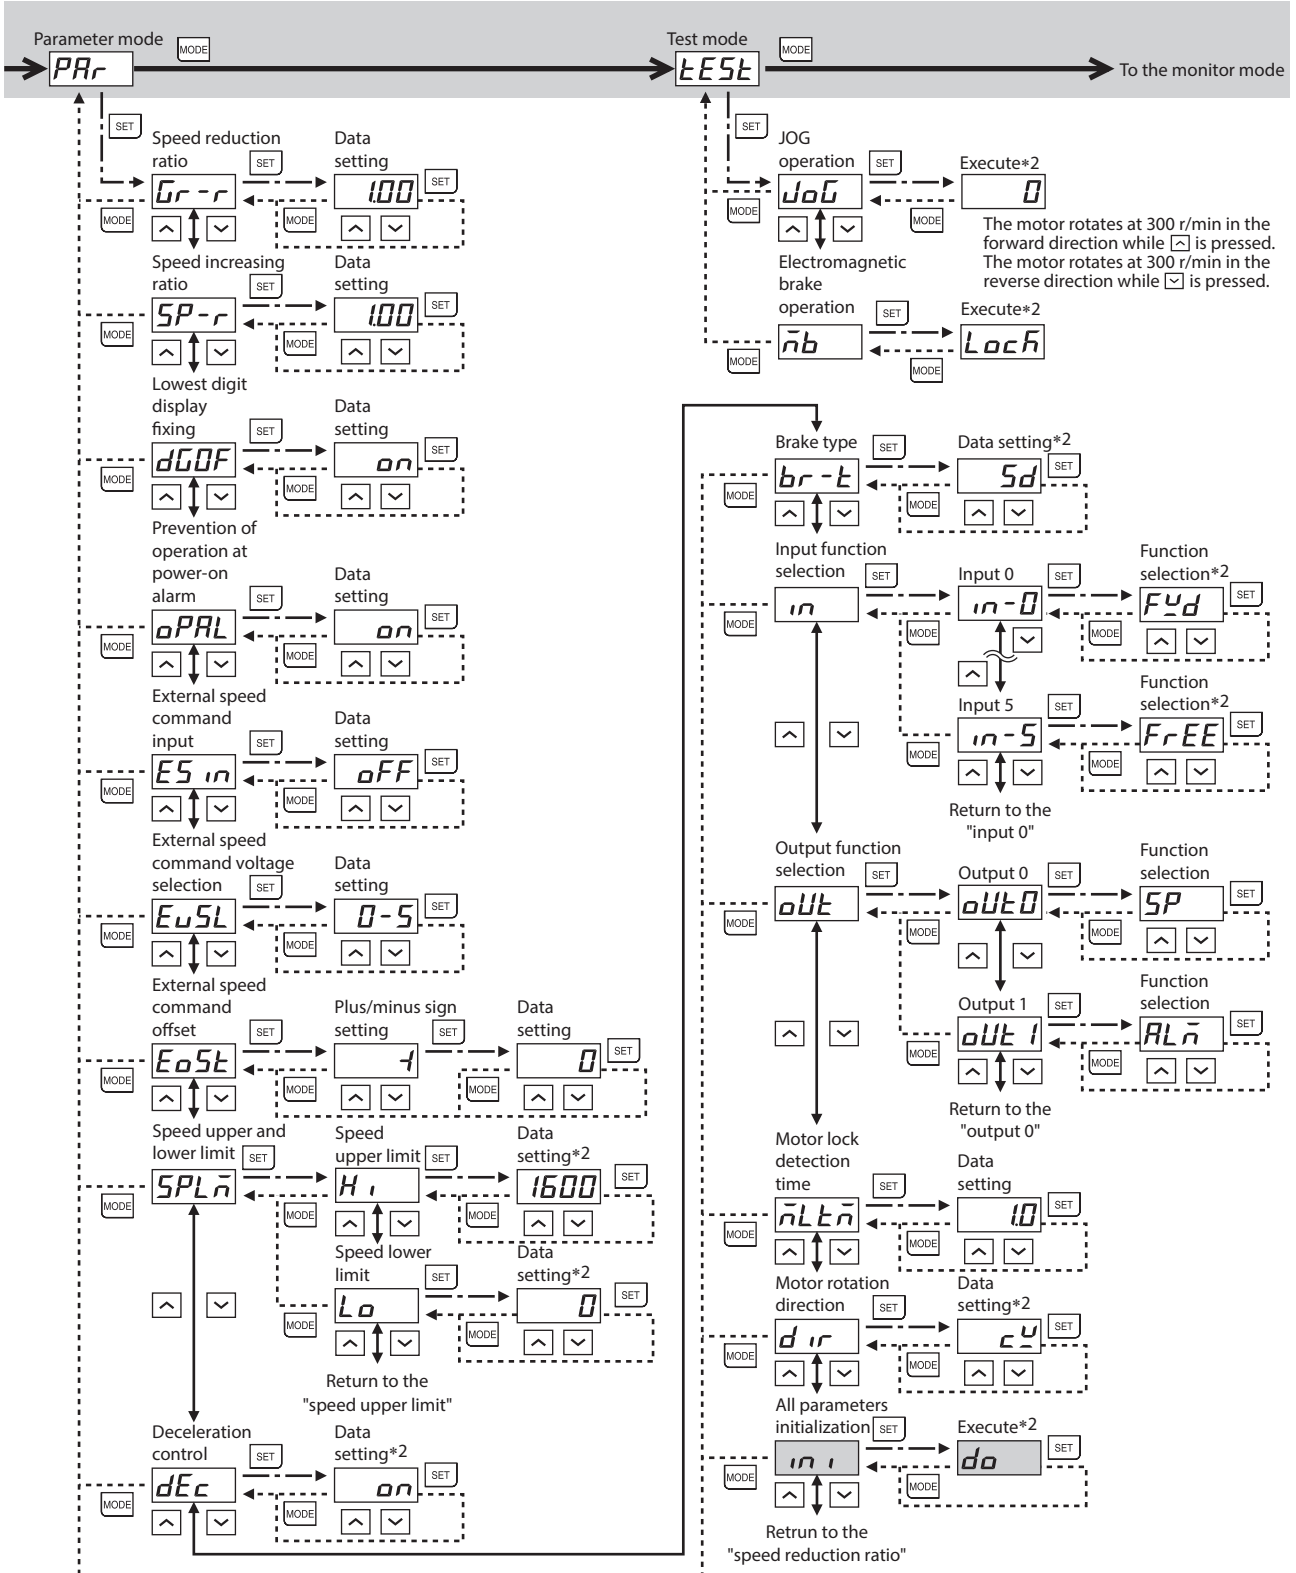 Parameter mode
MODE
PAr
Test mode
MODE
tESt
To the monitor mode
SET
Speed reduction
ratio
SET
Gr-r
MODE
Data
setting
1.00
SET
MODE
Speed increasing
ratio
SET
SP-r
MODE
Data
setting
1.00
SET
MODE
Lowest digit
display
fixing
SET
dGOF
MODE
Data
setting
on
SET
MODE
Prevention of
operation at
power-on
alarm
SET
oPAL
MODE
Data
setting
on
SET
MODE
External speed
command
input
SET
ES in
MODE
Data
setting
oFF
SET
MODE
External speed
command voltage
selection
SET
EvSL
MODE
Data
setting
0-5
SET
MODE
External speed
command
offset
SET
EoSt
MODE
Plus/minus sign
setting
SET
MODE
Data
setting
0
SET
MODE
Speed upper and
lower limit
SET
SPLm
MODE
Speed
upper limit
SET
Hi
MODE
Data
setting*2
1600
SET
MODE
Speed lower
limit
SET
Lo
MODE
Data
setting*2
0
SET
MODE
Return to the
"speed upper limit"
Deceleration
control
SET
dEc
MODE
Data
setting*2
on
SET
MODE
SET
JOG
operation
SET
JoG
MODE
Execute*2
0
MODE
The motor rotates at 300 r/min in the
forward direction while ^ is pressed.
The motor rotates at 300 r/min in the
reverse direction while ˅ is pressed.
Electromagnetic
brake
operation
SET
mb
MODE
Execute*2
Lock
MODE
Brake type
SET
br-t
MODE
Data setting*2
Sd
SET
MODE
Input function
selection
SET
in
MODE
Input 0
SET
in-0
MODE
Function
selection*2
Fwd
SET
MODE
Input 5
SET
in-5
MODE
Function
selection*2
FrEE
SET
MODE
Return to the
"input 0"
Output function
selection
SET
oUt
MODE
Output 0
SET
oUt0
MODE
Function
selection
SP
SET
MODE
Output 1
SET
oUt1
MODE
Function
selection
ALm
SET
MODE
Return to the
"output 0"
Motor lock
detection
time
SET
mLtm
MODE
Data
setting
1.0
SET
MODE
Motor rotation
direction
SET
dir
MODE
Data
setting*2
cw
SET
MODE
All parameters
initialization
SET
ini
MODE
Execute*2
do
SET
MODE
Retrun to the
"speed reduction ratio"